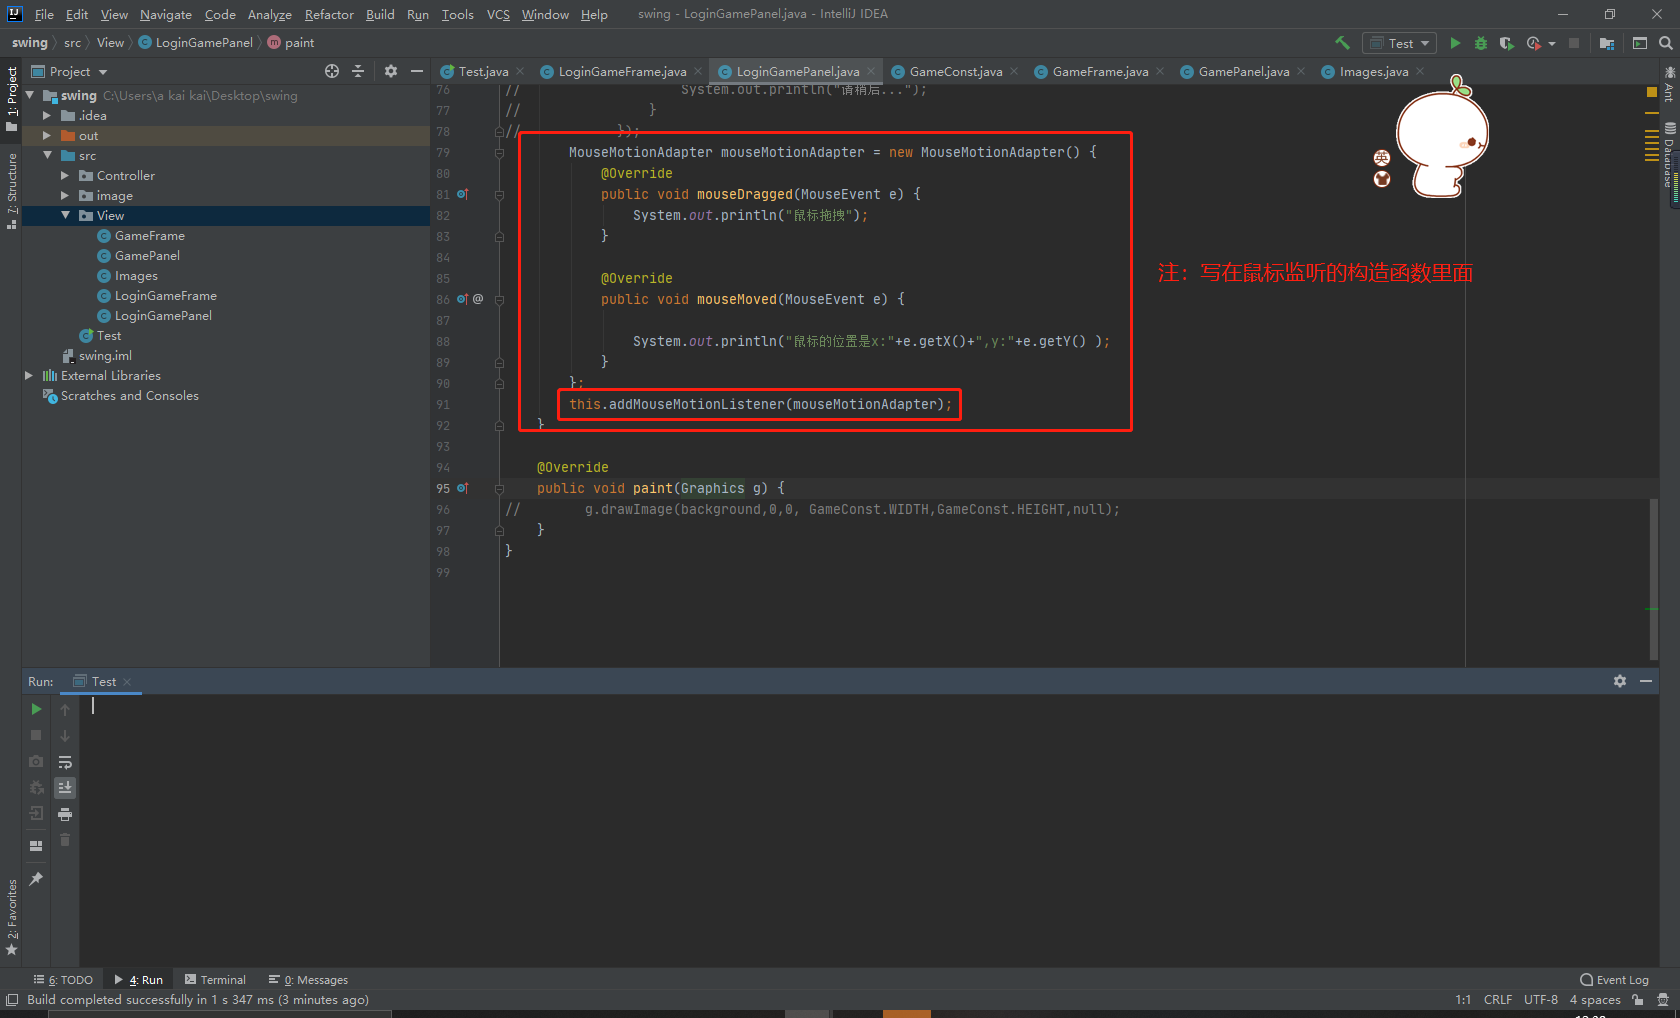 File Edit View Navigate Code Analyze Refactor Build Run Tools VCS Window Help swing - LoginGamePanel.java - IntelliJ IDEA
swing src View LoginGamePanel paint Test
1: Project
Project
Test.java LoginGameFrame.java LoginGamePanel.java GameConst.java GameFrame.java GamePanel.java Images.java
swing C:\Users\a kai kai\Desktop\swing
.idea
out
src
Controller
image
View
GameFrame
GamePanel
Images
LoginGameFrame
LoginGamePanel
Test
swing.iml
External Libraries
Scratches and Consoles
7: Structure
2: Favorites
Ant
Database
76 // System.out.println("请稍后...");
77 // }
78 // });
79 MouseMotionAdapter mouseMotionAdapter = new MouseMotionAdapter() {
80 @Override
81 public void mouseDragged(MouseEvent e) {
82 System.out.println("鼠标拖拽");
83 }
84
85 @Override
86 @ public void mouseMoved(MouseEvent e) {
87
88 System.out.println("鼠标的位置是x:"+e.getX()+",y:"+e.getY() );
89 }
90 };
91 this.addMouseMotionListener(mouseMotionAdapter);
92 }
93
94 @Override
95 public void paint(Graphics g) {
96 // g.drawImage(background,0,0, GameConst.WIDTH,GameConst.HEIGHT,null);
97 }
98 }
99
英
注：写在鼠标监听的构造函数里面
Run: Test
6: TODO 4: Run Terminal 0: Messages Event Log
Build completed successfully in 1 s 347 ms (3 minutes ago) 1:1 CRLF UTF-8 4 spaces